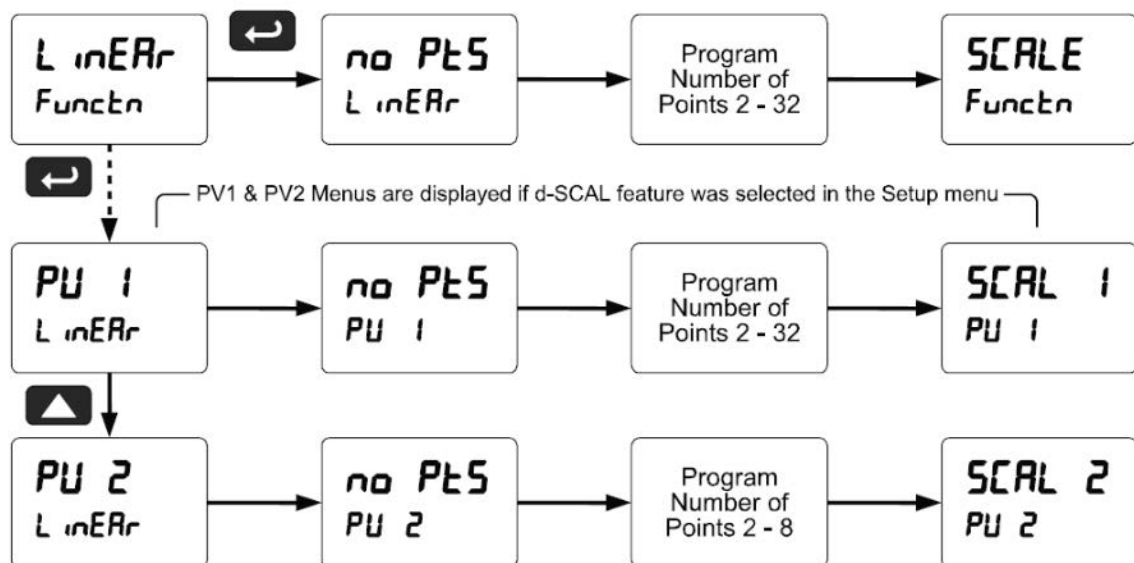 LinEAr
Functn
no PtS
LinEAr
Program
Number of
Points 2 - 32
SCALE
Functn
PV1 & PV2 Menus are displayed if d-SCAL feature was selected in the Setup menu
PU 1
LinEAr
no PtS
PU 1
Program
Number of
Points 2 - 32
SCAL 1
PU 1
PU 2
LinEAr
no PtS
PU 2
Program
Number of
Points 2 - 8
SCAL 2
PU 2